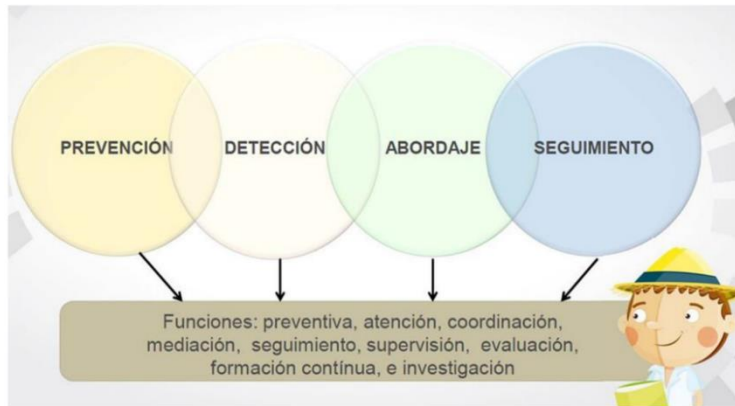 PREVENCIÓN
DETECCIÓN
ABORDAJE
SEGUIMIENTO
Funciones: preventiva, atención, coordinación,
mediación, seguimiento, supervisión, evaluación,
formación contínua, e investigación